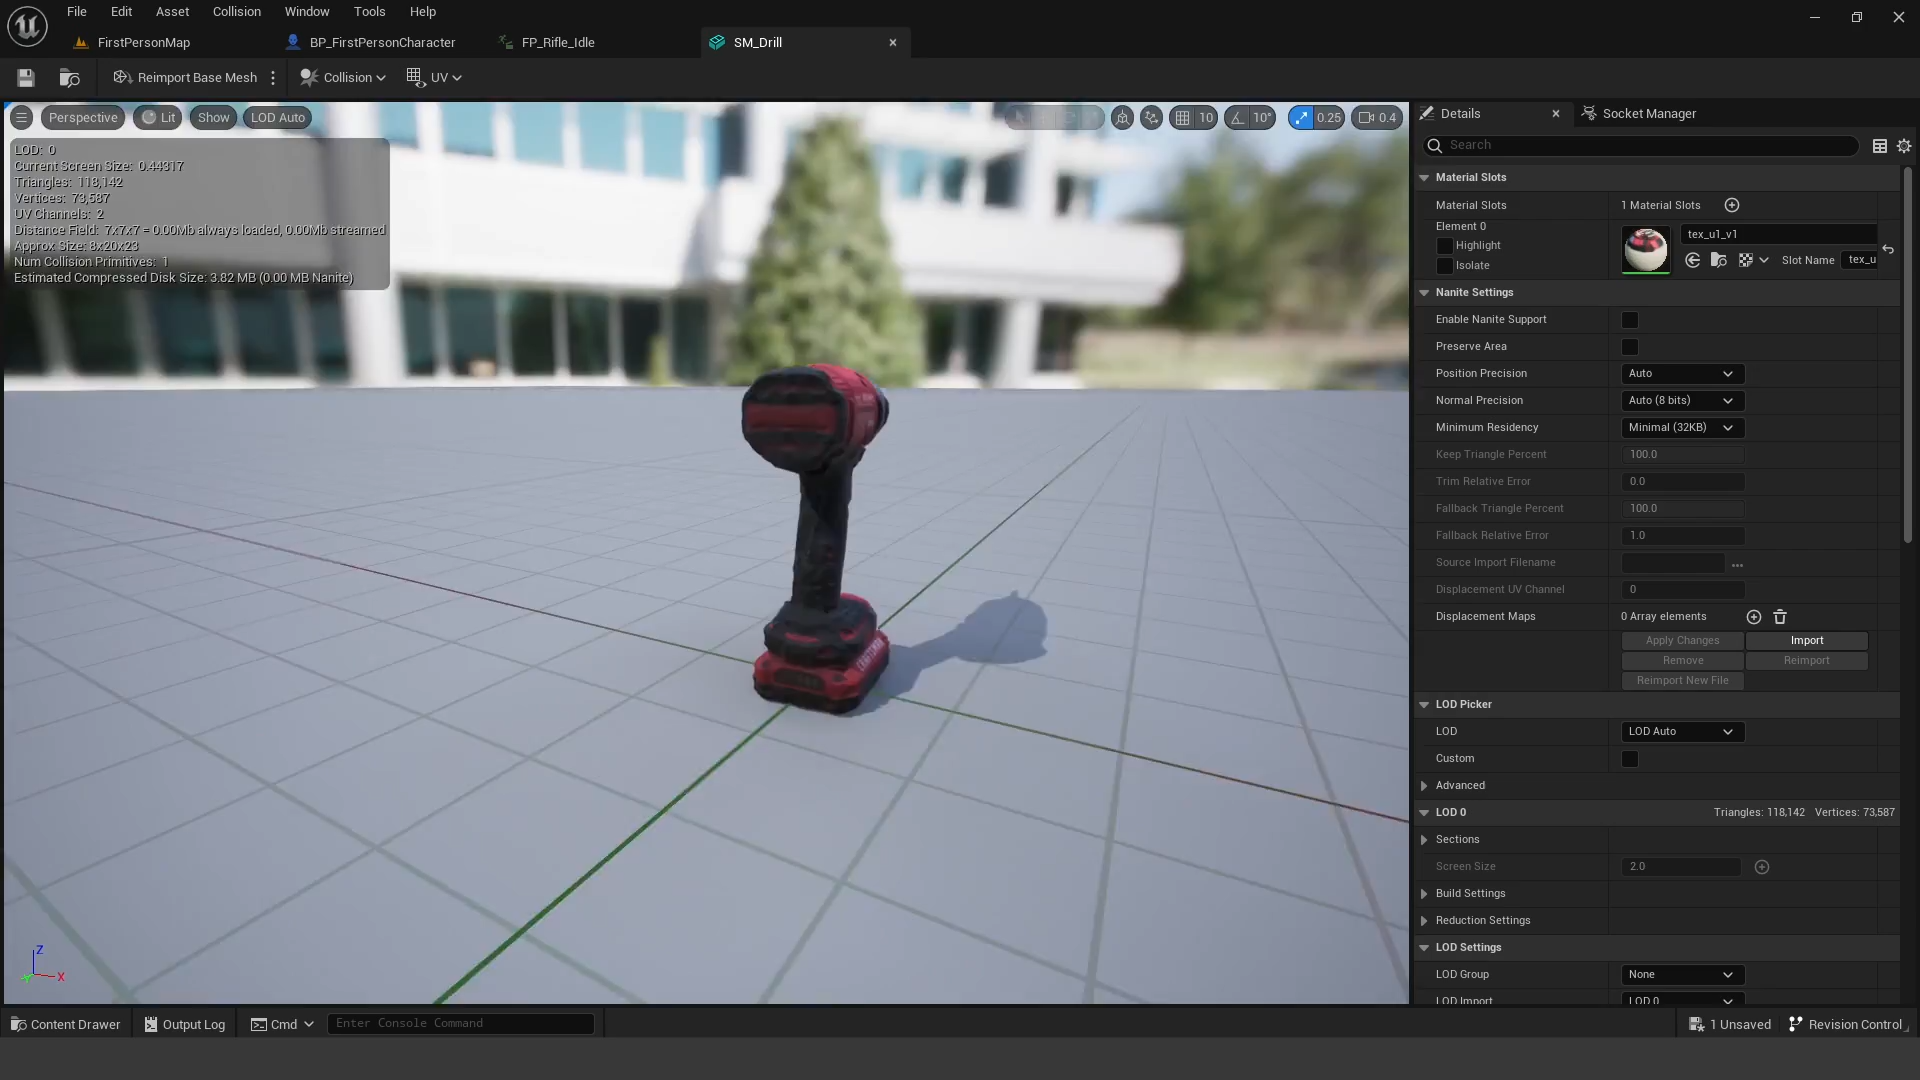 File Edit Asset Collision Window Tools Help
FirstPersonMap BP_FirstPersonCharacter FP_Rifle_Idle SM_Drill
Reimport Base Mesh Collision UV
Perspective Lit Show LOD Auto 10 10° 0.25 0.4
LOD: 0
Current Screen Size: 0.44317
Triangles: 118,142
Vertices: 73,587
UV Channels: 2
Distance Field: 7x7x7 = 0.00Mb always loaded, 0.00Mb streamed
Approx Size: 8x20x23
Num Collision Primitives: 1
Estimated Compressed Disk Size: 3.82 MB (0.00 MB Nanite)
Z
X
Details Socket Manager
Search
Material Slots
Material Slots 1 Material Slots
Element 0
Highlight
Isolate
tex_u1_v1
Slot Name tex_u
Nanite Settings
Enable Nanite Support
Preserve Area
Position Precision Auto
Normal Precision Auto (8 bits)
Minimum Residency Minimal (32KB)
Keep Triangle Percent 100.0
Trim Relative Error 0.0
Fallback Triangle Percent 100.0
Fallback Relative Error 1.0
Source Import Filename ...
Displacement UV Channel 0
Displacement Maps 0 Array elements
Apply Changes Import
Remove Reimport
Reimport New File
LOD Picker
LOD LOD Auto
Custom
Advanced
LOD 0 Triangles: 118,142 Vertices: 73,587
Sections
Screen Size 2.0
Build Settings
Reduction Settings
LOD Settings
LOD Group None
LOD Import LOD 0
Content Drawer Output Log Cmd Enter Console Command 1 Unsaved Revision Control